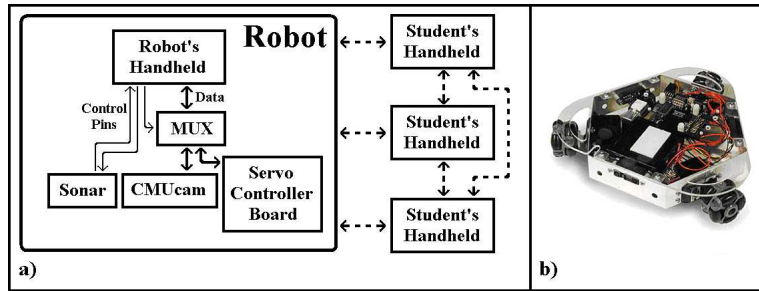 Robot
Robot's
Handheld
Control
Pins
Data
MUX
Sonar
CMUcam
Servo
Controller
Board
Student's
Handheld
Student's
Handheld
Student's
Handheld
a)
b)